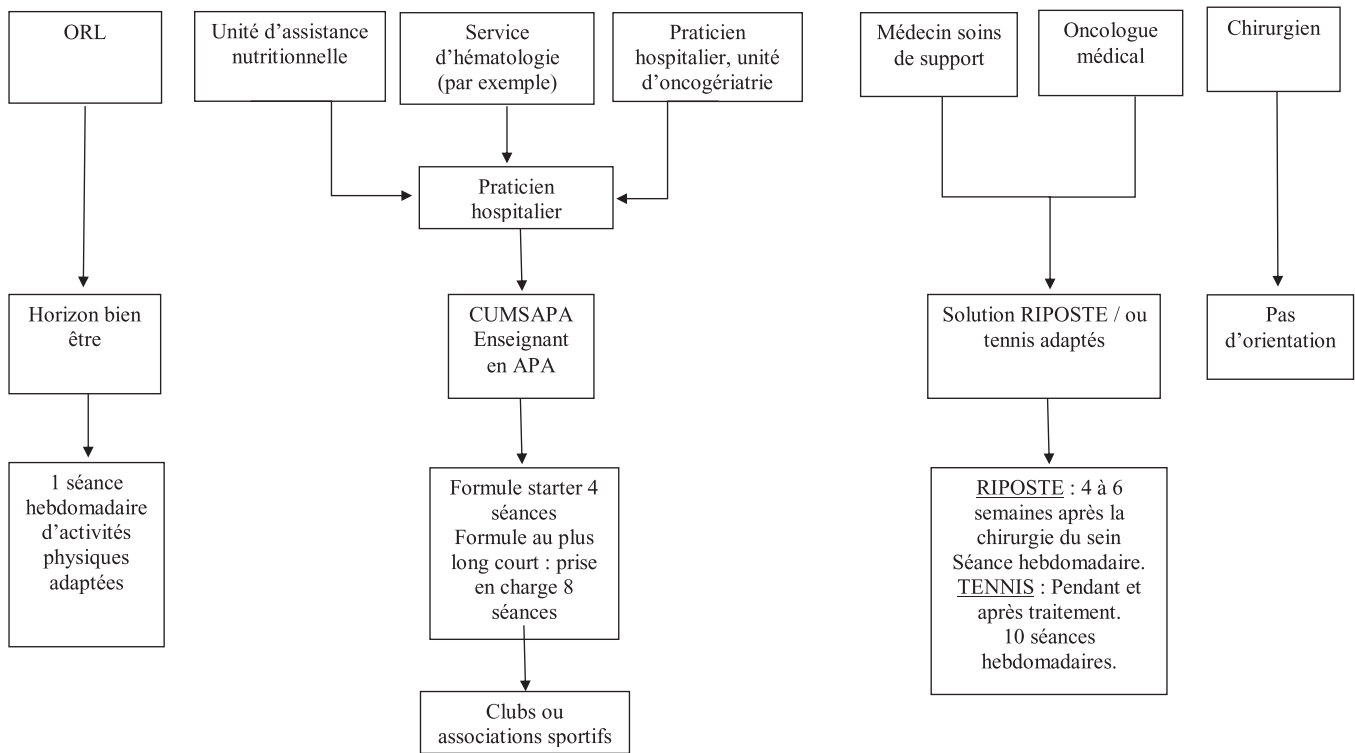 ORL
Unité d’assistance
nutritionnelle
Service
d’hématologie
(par exemple)
Praticien
hospitalier, unité
d’oncogériatrie
Médecin soins
de support
Oncologue
médical
Chirurgien
Praticien
hospitalier
Horizon bien
être
CUMSAPA
Enseignant
en APA
Solution RIPOSTE / ou
tennis adaptés
Pas
d’orientation
1 séance
hebdomadaire
d’activités
physiques
adaptées
Formule starter 4
séances
Formule au plus
long court : prise
en charge 8
séances
RIPOSTE : 4 à 6
semaines après la
chirurgie du sein
Séance hebdomadaire.
TENNIS : Pendant et
après traitement.
10 séances
hebdomadaires.
Clubs ou
associations sportifs